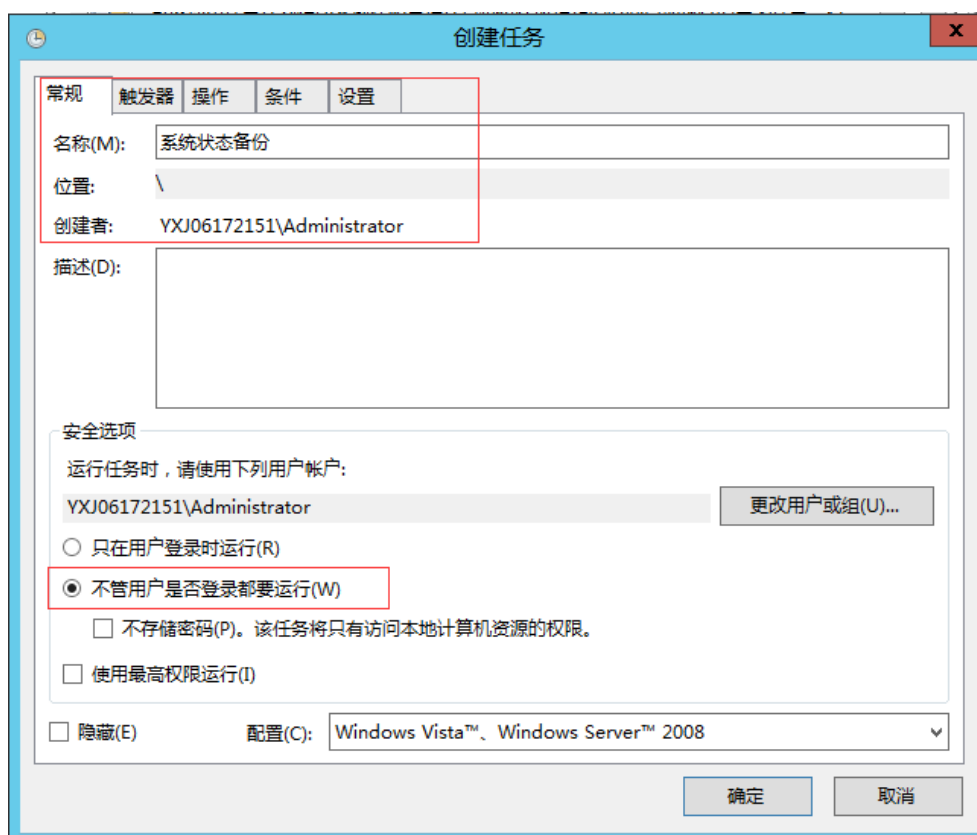 创建任务
x
常规 触发器 操作 条件 设置
名称(M): 系统状态备份
位置: \
创建者: YXJ06172151\Administrator
描述(D):
安全选项
运行任务时，请使用下列用户帐户:
YXJ06172151\Administrator 更改用户或组(U)...
只在用户登录时运行(R)
不管用户是否登录都要运行(W)
不存储密码(P)。该任务将只有访问本地计算机资源的权限。
使用最高权限运行(I)
隐藏(E) 配置(C): Windows Vista™、Windows Server™ 2008
确定 取消